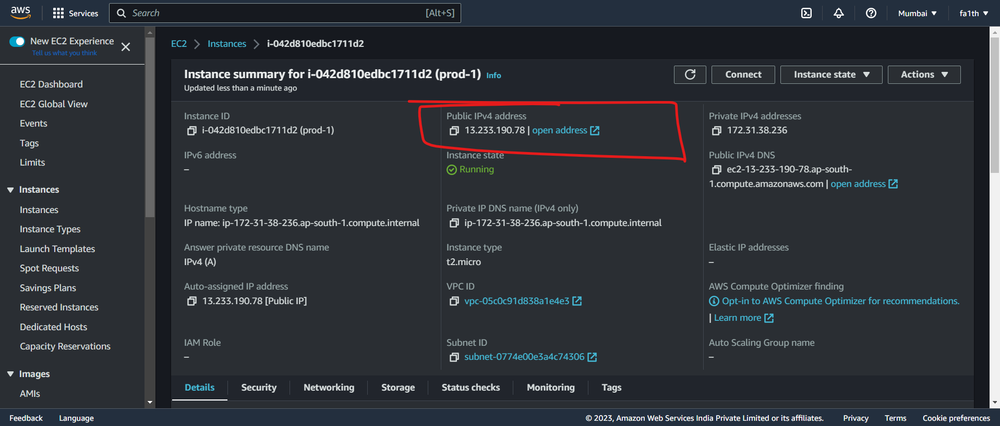 aws
Services
Search
[Alt+S]
Mumbai
fa1th
New EC2 Experience
Tell us what you think
EC2 Dashboard
EC2 Global View
Events
Tags
Limits
Instances
Instances
Instance Types
Launch Templates
Spot Requests
Savings Plans
Reserved Instances
Dedicated Hosts
Capacity Reservations
Images
AMIs
EC2
Instances
i-042d810edbc1711d2
Instance summary for i-042d810edbc1711d2 (prod-1) Info
Updated less than a minute ago
Connect
Instance state
Actions
Instance ID
i-042d810edbc1711d2 (prod-1)
IPv6 address
–
Hostname type
IP name: ip-172-31-38-236.ap-south-1.compute.internal
Answer private resource DNS name
IPv4 (A)
Auto-assigned IP address
13.233.190.78 [Public IP]
IAM Role
–
Public IPv4 address
13.233.190.78 | open address
Instance state
Running
Private IP DNS name (IPv4 only)
ip-172-31-38-236.ap-south-1.compute.internal
Instance type
t2.micro
VPC ID
vpc-05c0c91d838a1e4e3
Subnet ID
subnet-0774e00e3a4c74306
Private IPv4 addresses
172.31.38.236
Public IPv4 DNS
ec2-13-233-190-78.ap-south-
1.compute.amazonaws.com | open address
Elastic IP addresses
–
AWS Compute Optimizer finding
Opt-in to AWS Compute Optimizer for recommendations.
| Learn more
Auto Scaling Group name
–
Details
Security
Networking
Storage
Status checks
Monitoring
Tags
Feedback
Language
© 2023, Amazon Web Services India Private Limited or its affiliates.
Privacy
Terms
Cookie preferences